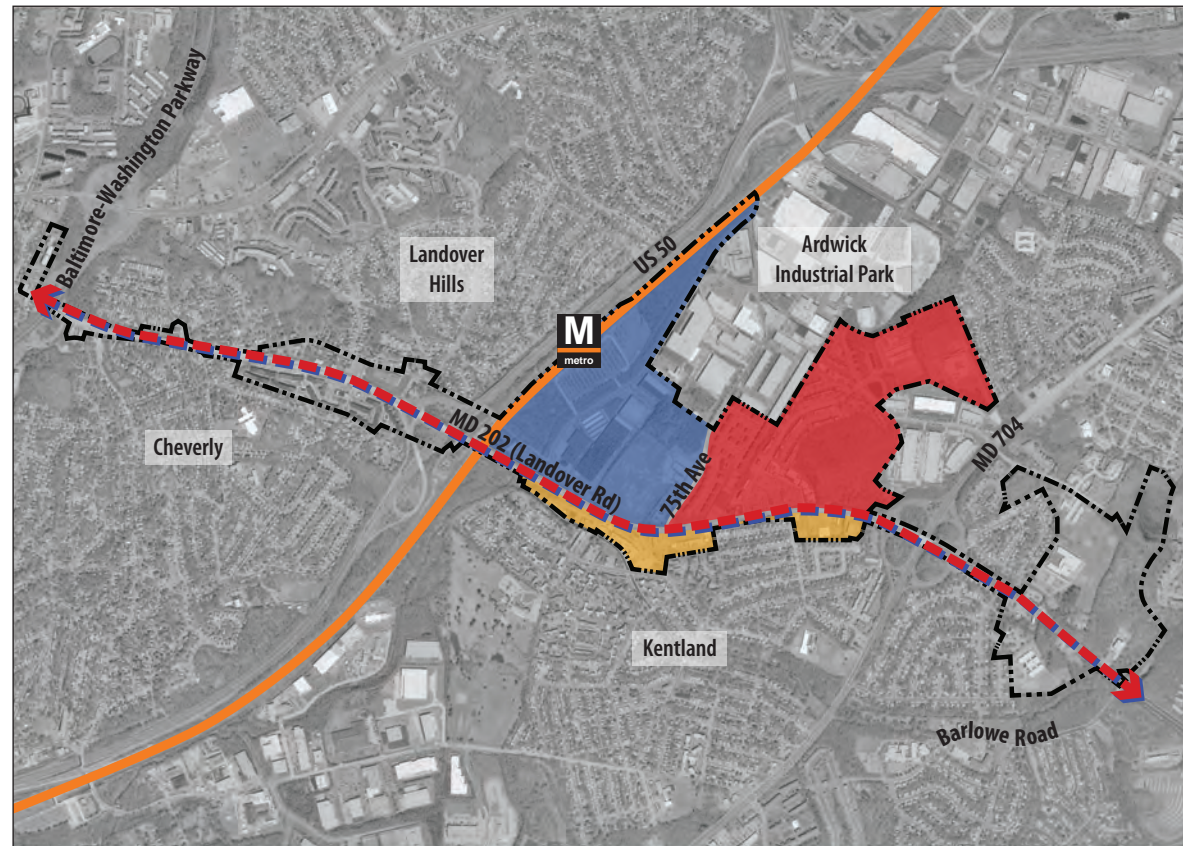 Baltimore-Washington Parkway
Landover
Hills
US 50
Ardwick
Industrial Park
M
metro
Cheverly
MD 202 (Landover Rd)
75th Ave
MD 704
Kentland
Barlowe Road